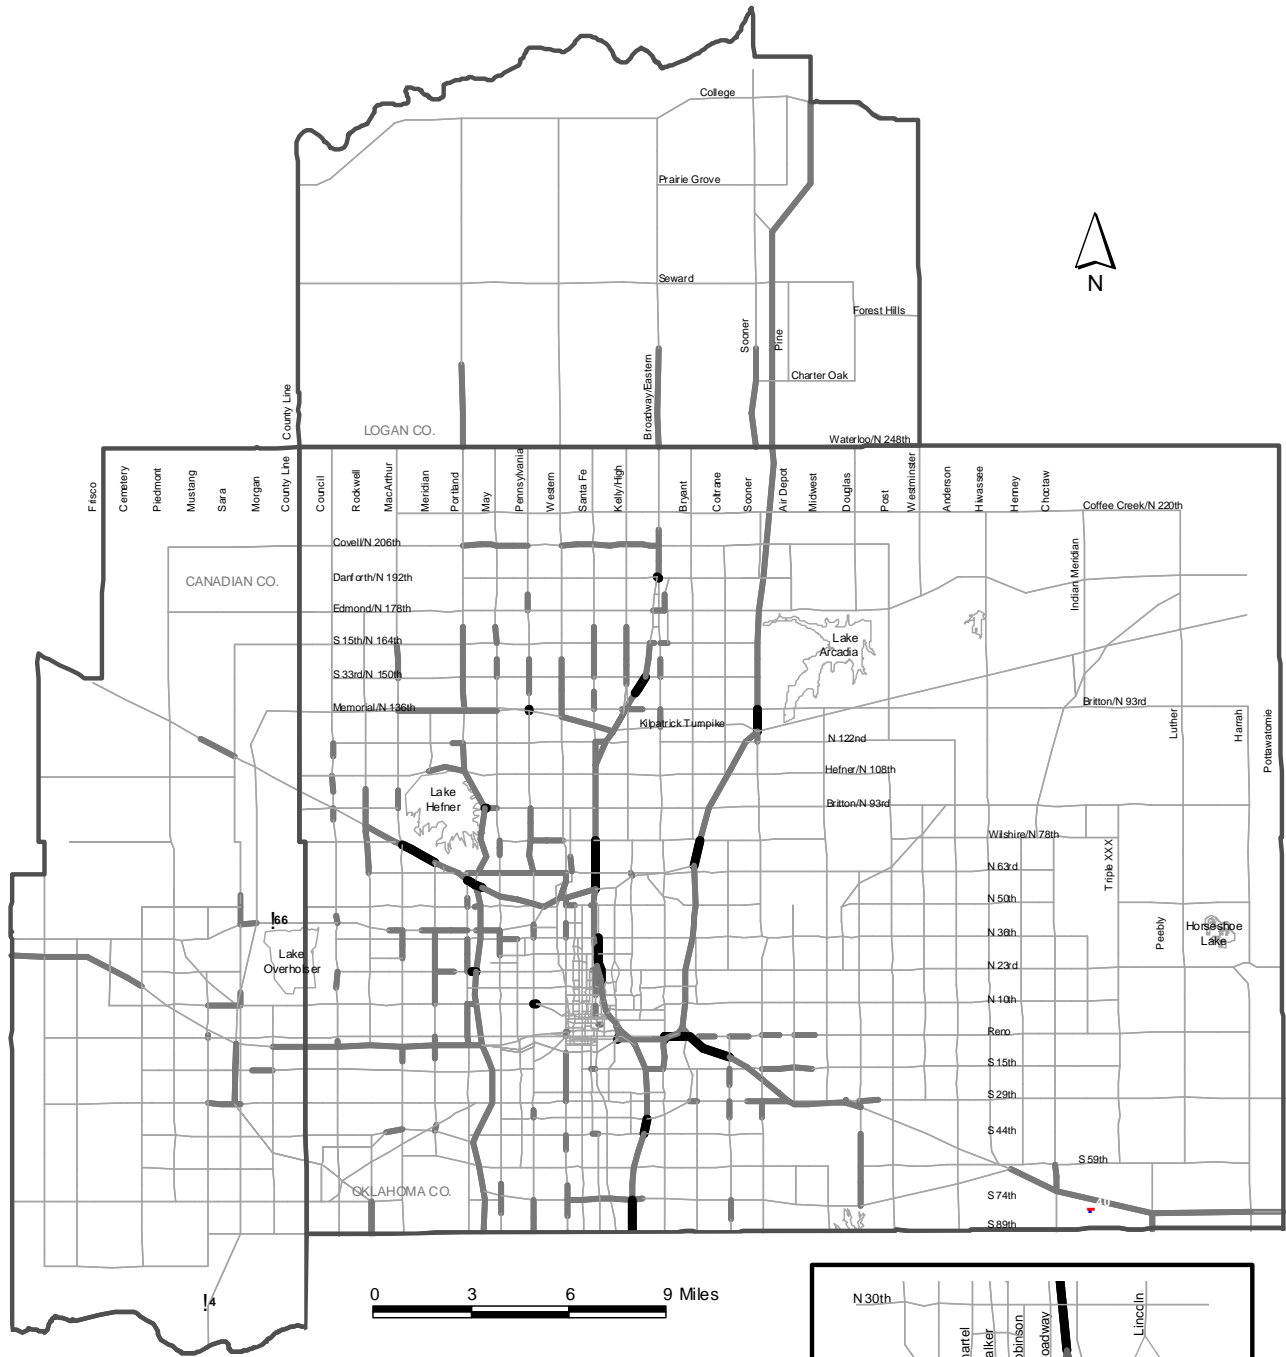 College
Prairie Grove
N
Seward
Forest Hills
Sooner
Pine
Broadway/Eastern
Charter Oak
County Line
LOGAN CO.
Waterloo/N 248th
Frisco
Cemetery
Piedmont
Mustang
Sara
Morgan
County Line
Council
Rockwell
MacArthur
Meridian
Portland
May
Pennsylvania
Western
Santa Fe
Kelly/High
Bryant
Coltrane
Sooner
Air Depot
Midwest
Douglas
Post
Westminster
Anderson
Hiwassee
Henney
Choctaw
Coffee Creek/N 220th
Covell/N 206th
Indian Meridian
CANADIAN CO.
Danforth/N 192th
Edmond/N 178th
S 15th/N 164th
Lake
Arcadia
S 33rd/N 150th
Memorial/N 136th
Britton/N 93rd
Kilpatrick Turnpike
Luther
Harrah
Pottawatomie
N 122nd
Hefner/N 108th
Lake
Hefner
Britton/N 93rd
Wilshire/N 78th
Triple XXX
N 63rd
N 50th
!66
Peebly
Horseshoe
Lake
N 36th
Lake
Overholser
N 23rd
N 10th
Reno
S 15th
S 29th
S 44th
S 59th
OKLAHOMA CO.
S 74th
40
S 89th
!4
0 3 6 9 Miles
N 30th
Lincoln